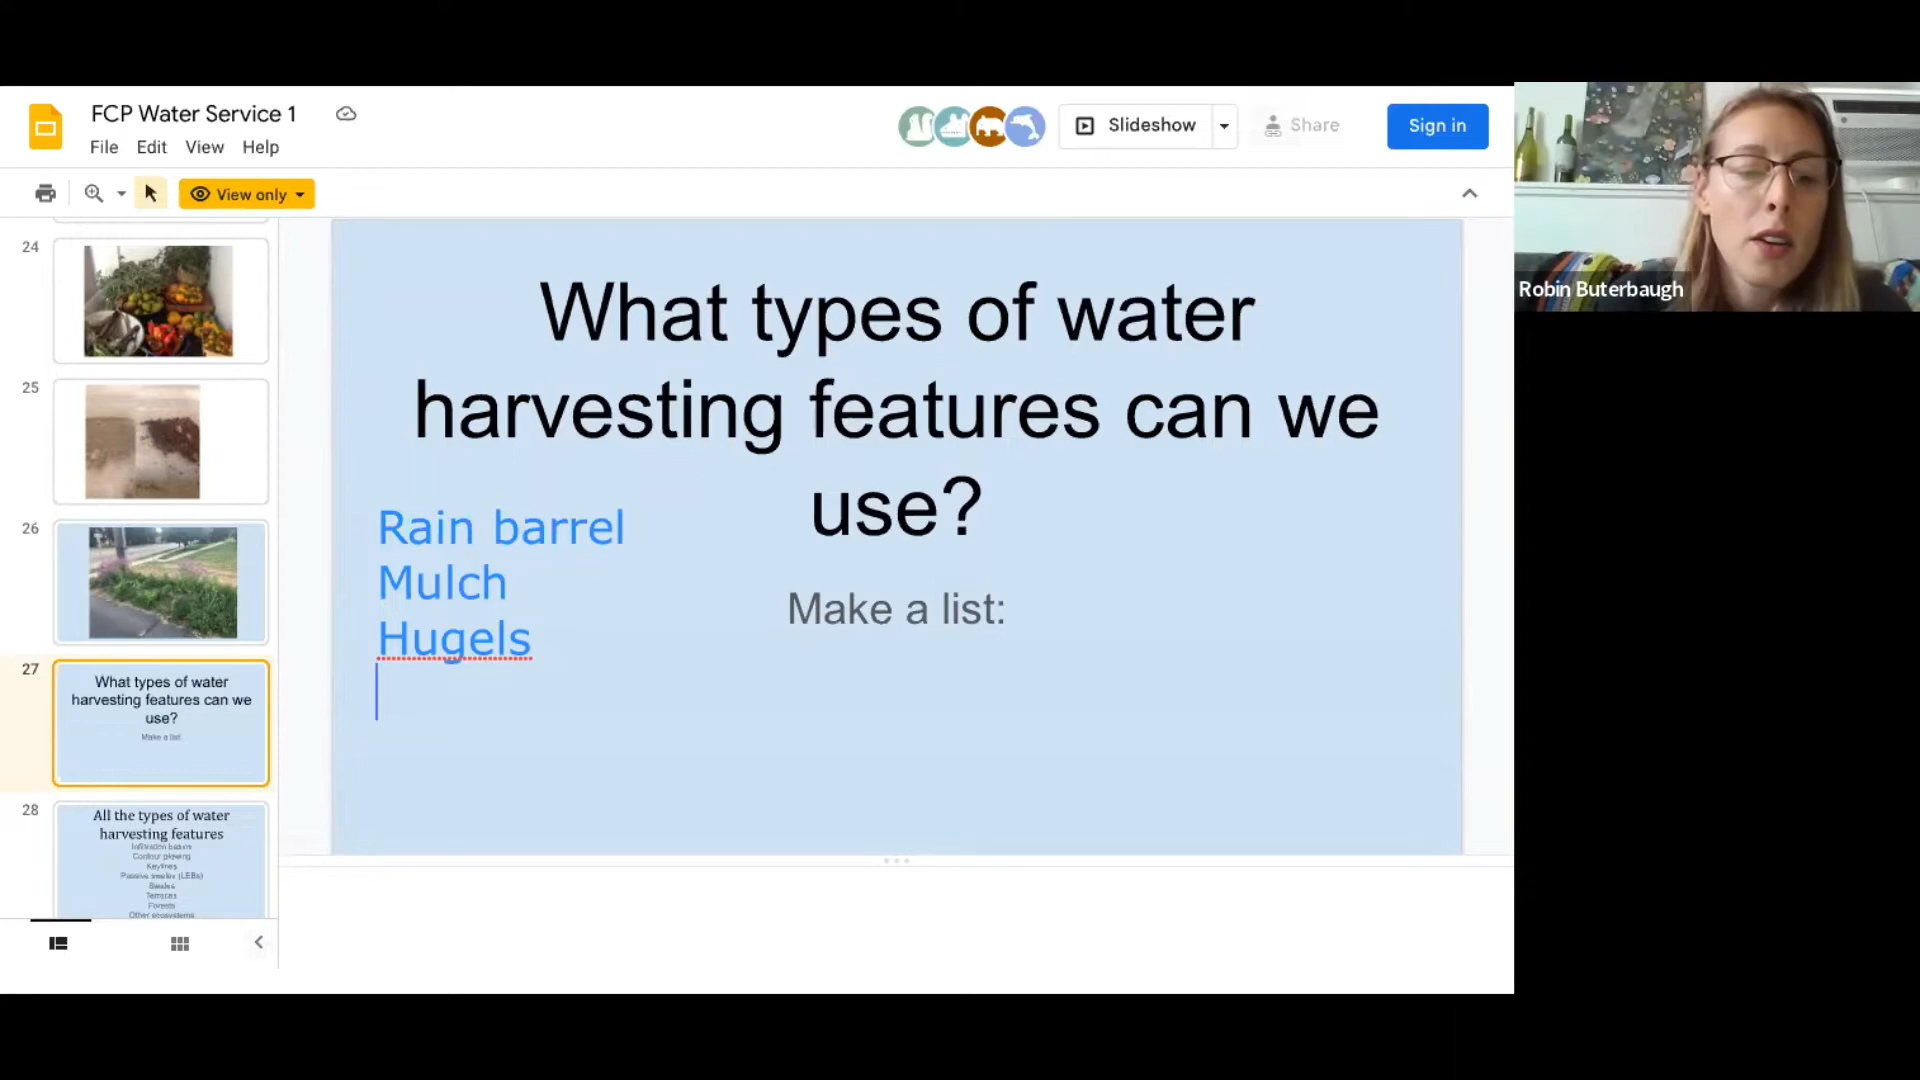 FCP Water Service 1
File Edit View Help
Slideshow
Share
Sign in
View only
24
25
26
27
What types of water
harvesting features can we
use?
Make a list:
28
All the types of water
harvesting features
Infiltration basins
Contour plowing
Keylines
Passive swales (LEBs)
Swales
Terraces
Forests
Other ecosystems
What types of water
harvesting features can we
use?
Make a list:
Rain barrel
Mulch
Hugels
Robin Buterbaugh